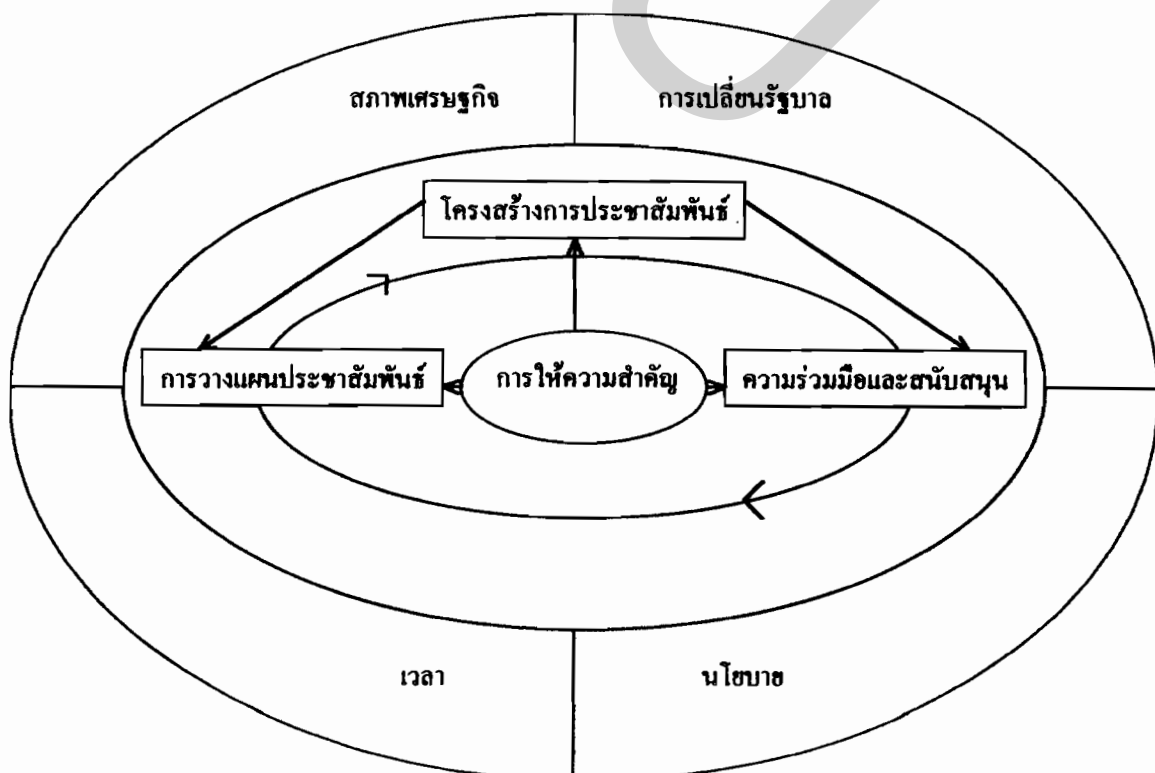 สภาพเศรษฐกิจ
การเปลี่ยนรัฐบาล
โครงสร้างการประชาสัมพันธ์
การวางแผนประชาสัมพันธ์
การให้ความสำคัญ
ความร่วมมือและสนับสนุน
เวลา
นโยบาย